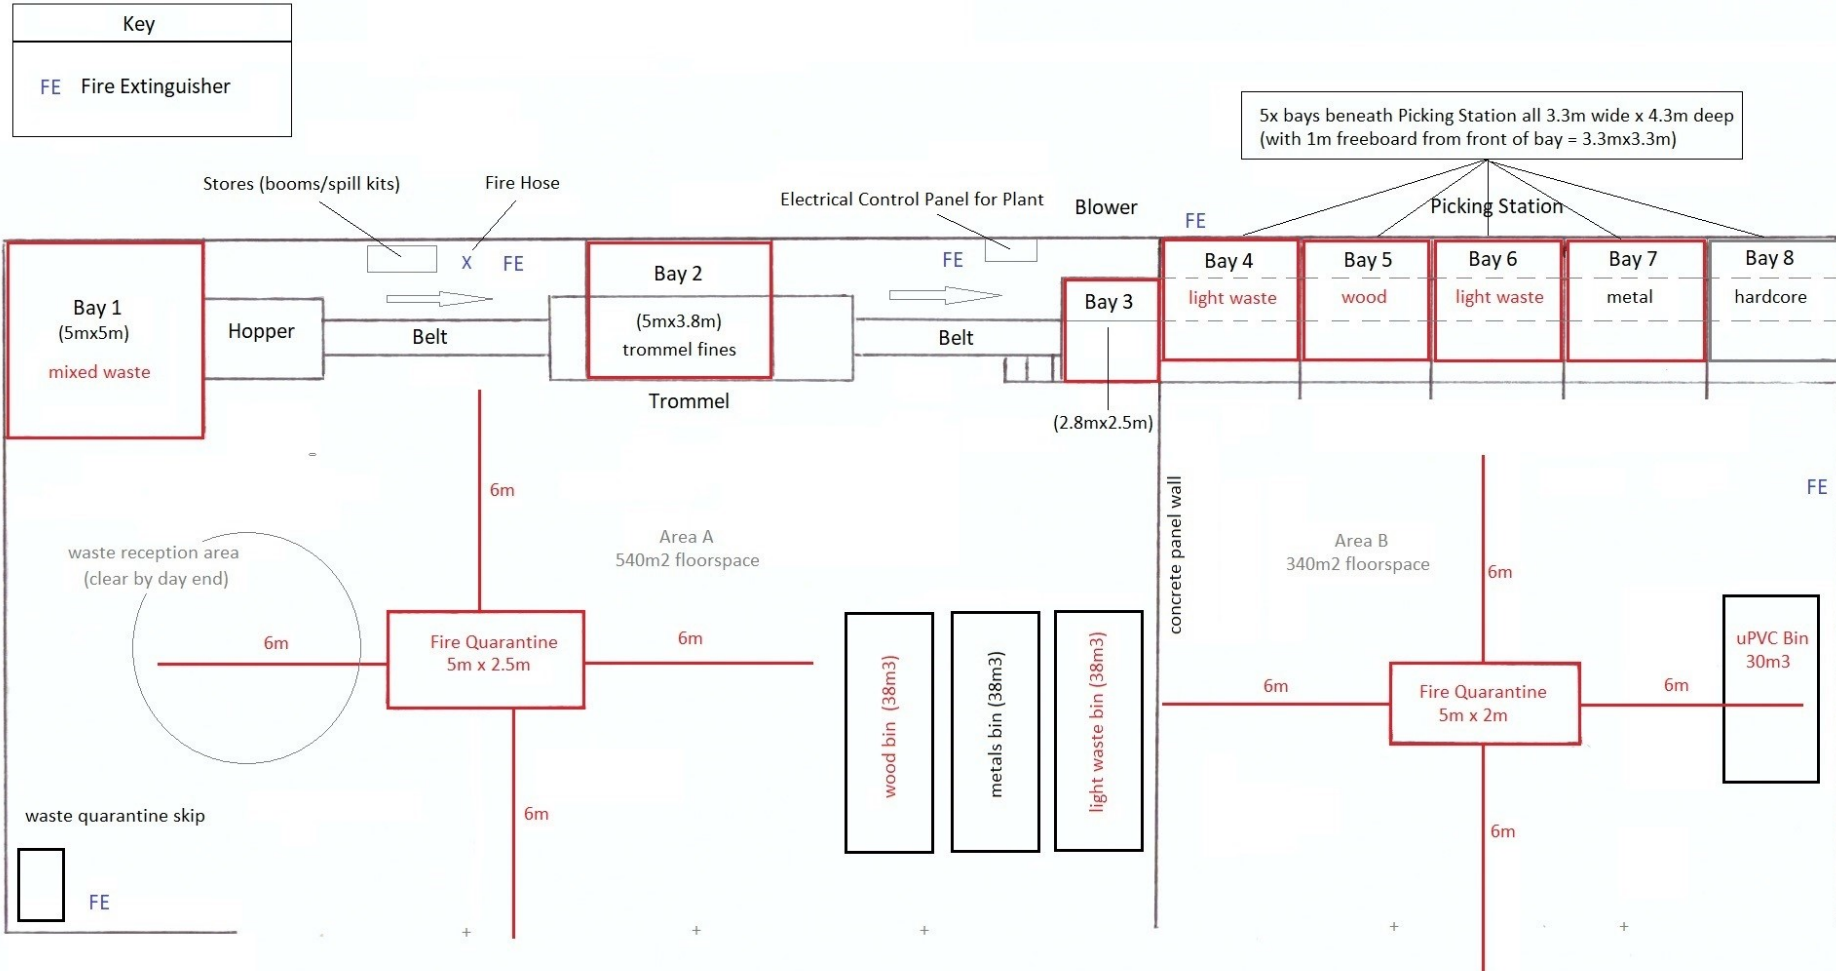 Key
FE Fire Extinguisher
5x bays beneath Picking Station all 3.3m wide x 4.3m deep
(with 1m freeboard from front of bay = 3.3mx3.3m)
Stores (booms/spill kits)
Fire Hose
Electrical Control Panel for Plant
Blower
FE
Picking Station
X
FE
FE
Bay 1
(5mx5m)
mixed waste
Hopper
Belt
Bay 2
(5mx3.8m)
trommel fines
Trommel
Belt
Bay 3
(2.8mx2.5m)
Bay 4
light waste
Bay 5
wood
Bay 6
light waste
Bay 7
metal
Bay 8
hardcore
6m
Area A
540m2 floorspace
waste reception area
(clear by day end)
6m
Fire Quarantine
5m x 2.5m
6m
6m
wood bin (38m3)
metals bin (38m3)
light waste bin (38m3)
concrete panel wall
FE
Area B
340m2 floorspace
6m
6m
Fire Quarantine
5m x 2m
6m
uPVC Bin
30m3
6m
waste quarantine skip
FE